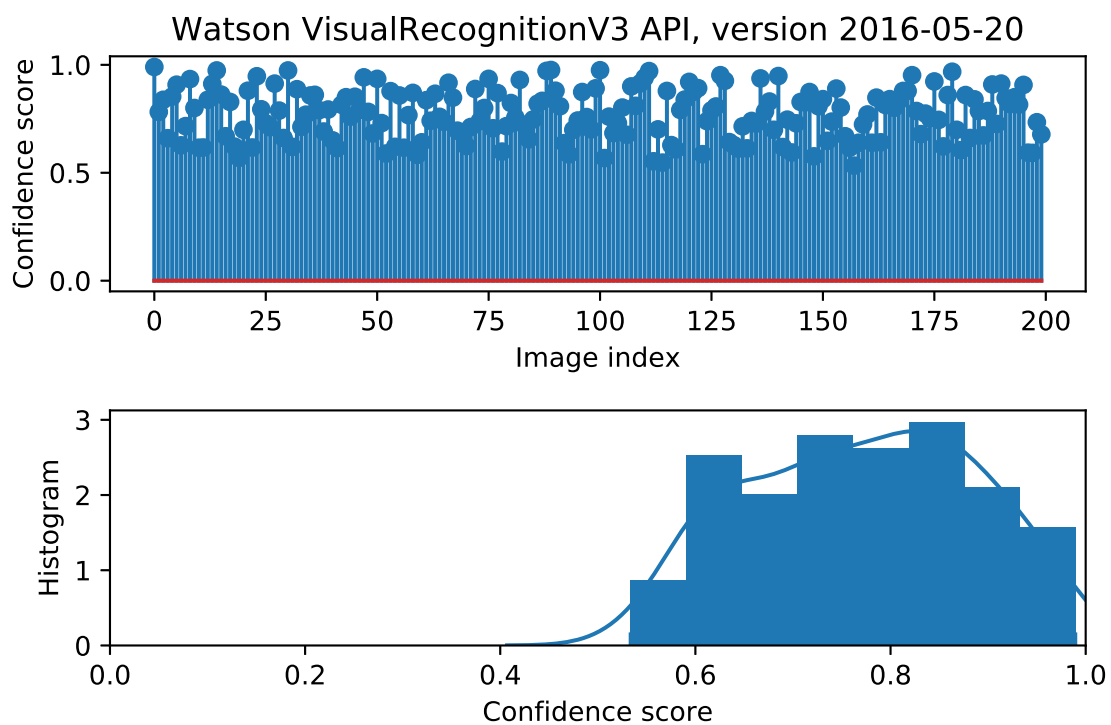 Watson VisualRecognitionV3 API, version 2016-05-20
Confidence score
1.0
0.5
0.0
0 25 50 75 100 125 150 175 200
Image index
Histogram
3
2
1
0
0.0 0.2 0.4 0.6 0.8 1.0
Confidence score